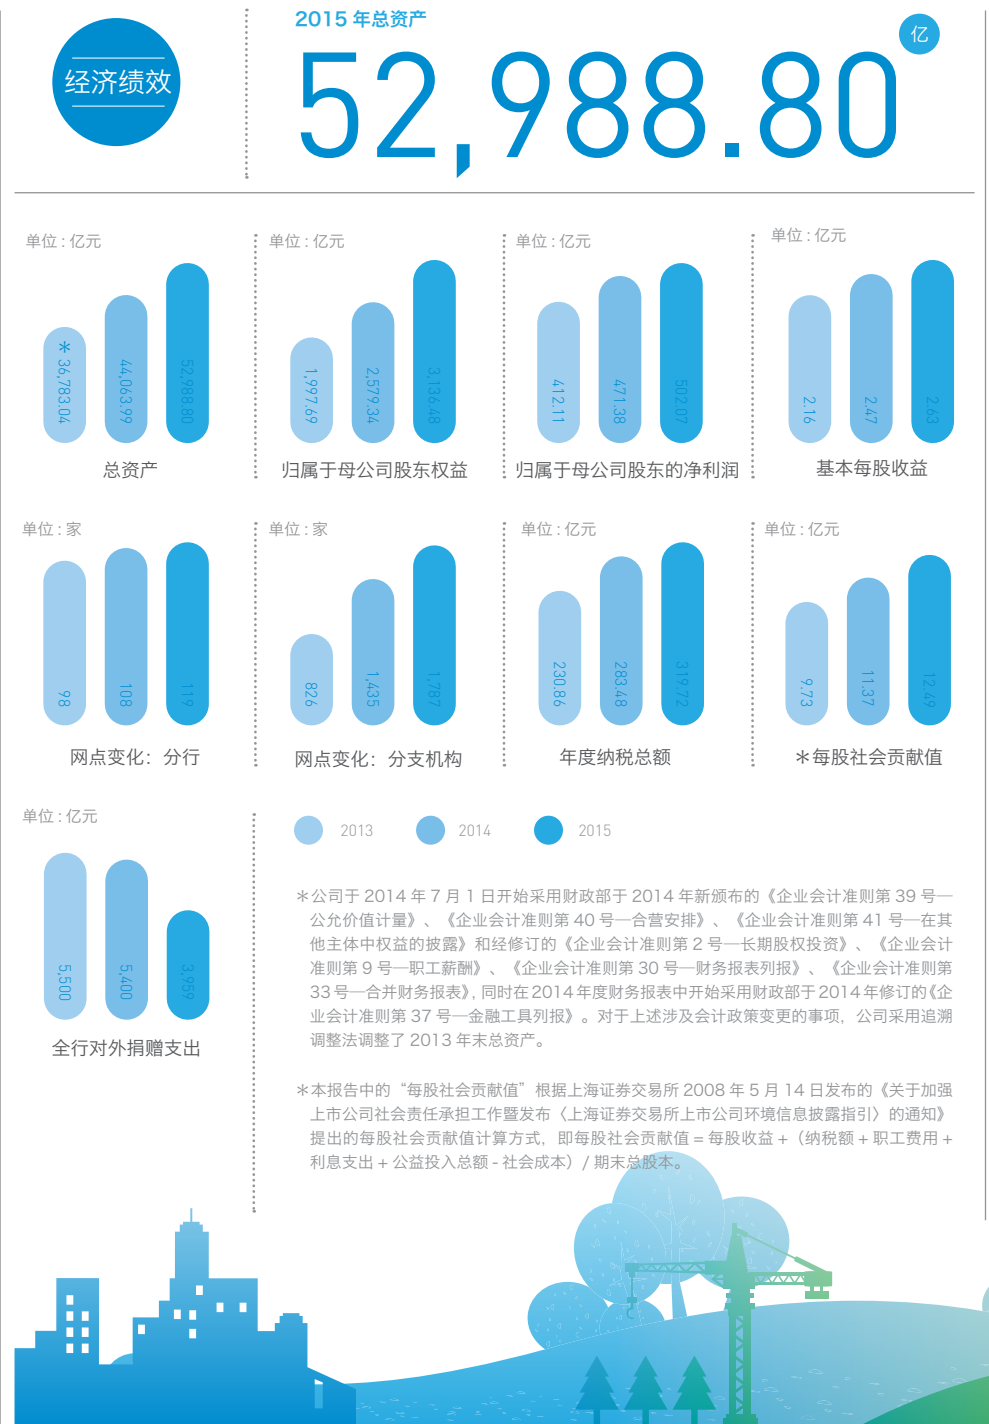 经济绩效
2015 年总资产
52,988.80
亿
单位 : 亿元
＊36,783.04
44,063.99
52,988.80
总资产
单位 : 亿元
1,997.69
2,579.34
3,136.48
归属于母公司股东权益
单位 : 亿元
412.11
471.38
502.07
归属于母公司股东的净利润
单位 : 亿元
2.16
2.47
2.63
基本每股收益
单位 : 家
98
108
119
网点变化：分行
单位 : 家
826
1,435
1,787
网点变化：分支机构
单位 : 亿元
230.86
283.48
319.72
年度纳税总额
单位 : 亿元
9.73
11.37
12.49
＊每股社会贡献值
单位 : 亿元
5,500
5,400
3,959
全行对外捐赠支出
2013
2014
2015
＊公司于 2014 年 7 月 1 日开始采用财政部于 2014 年新颁布的《企业会计准则第 39 号—
公允价值计量》、《企业会计准则第 40 号—合营安排》、《企业会计准则第 41 号—在其
他主体中权益的披露》和经修订的《企业会计准则第 2 号—长期股权投资》、《企业会计
准则第 9 号—职工薪酬》、《企业会计准则第 30 号—财务报表列报》、《企业会计准则第
33 号—合并财务报表》, 同时在 2014 年度财务报表中开始采用财政部于 2014 年修订的《企
业会计准则第 37 号—金融工具列报》。对于上述涉及会计政策变更的事项，公司采用追溯
调整法调整了 2013 年末总资产。
＊本报告中的“每股社会贡献值”根据上海证券交易所 2008 年 5 月 14 日发布的《关于加强
上市公司社会责任承担工作暨发布〈上海证券交易所上市公司环境信息披露指引〉的通知》
提出的每股社会贡献值计算方式，即每股社会贡献值 = 每股收益 +（纳税额 + 职工费用 +
利息支出 + 公益投入总额 - 社会成本）/ 期末总股本。